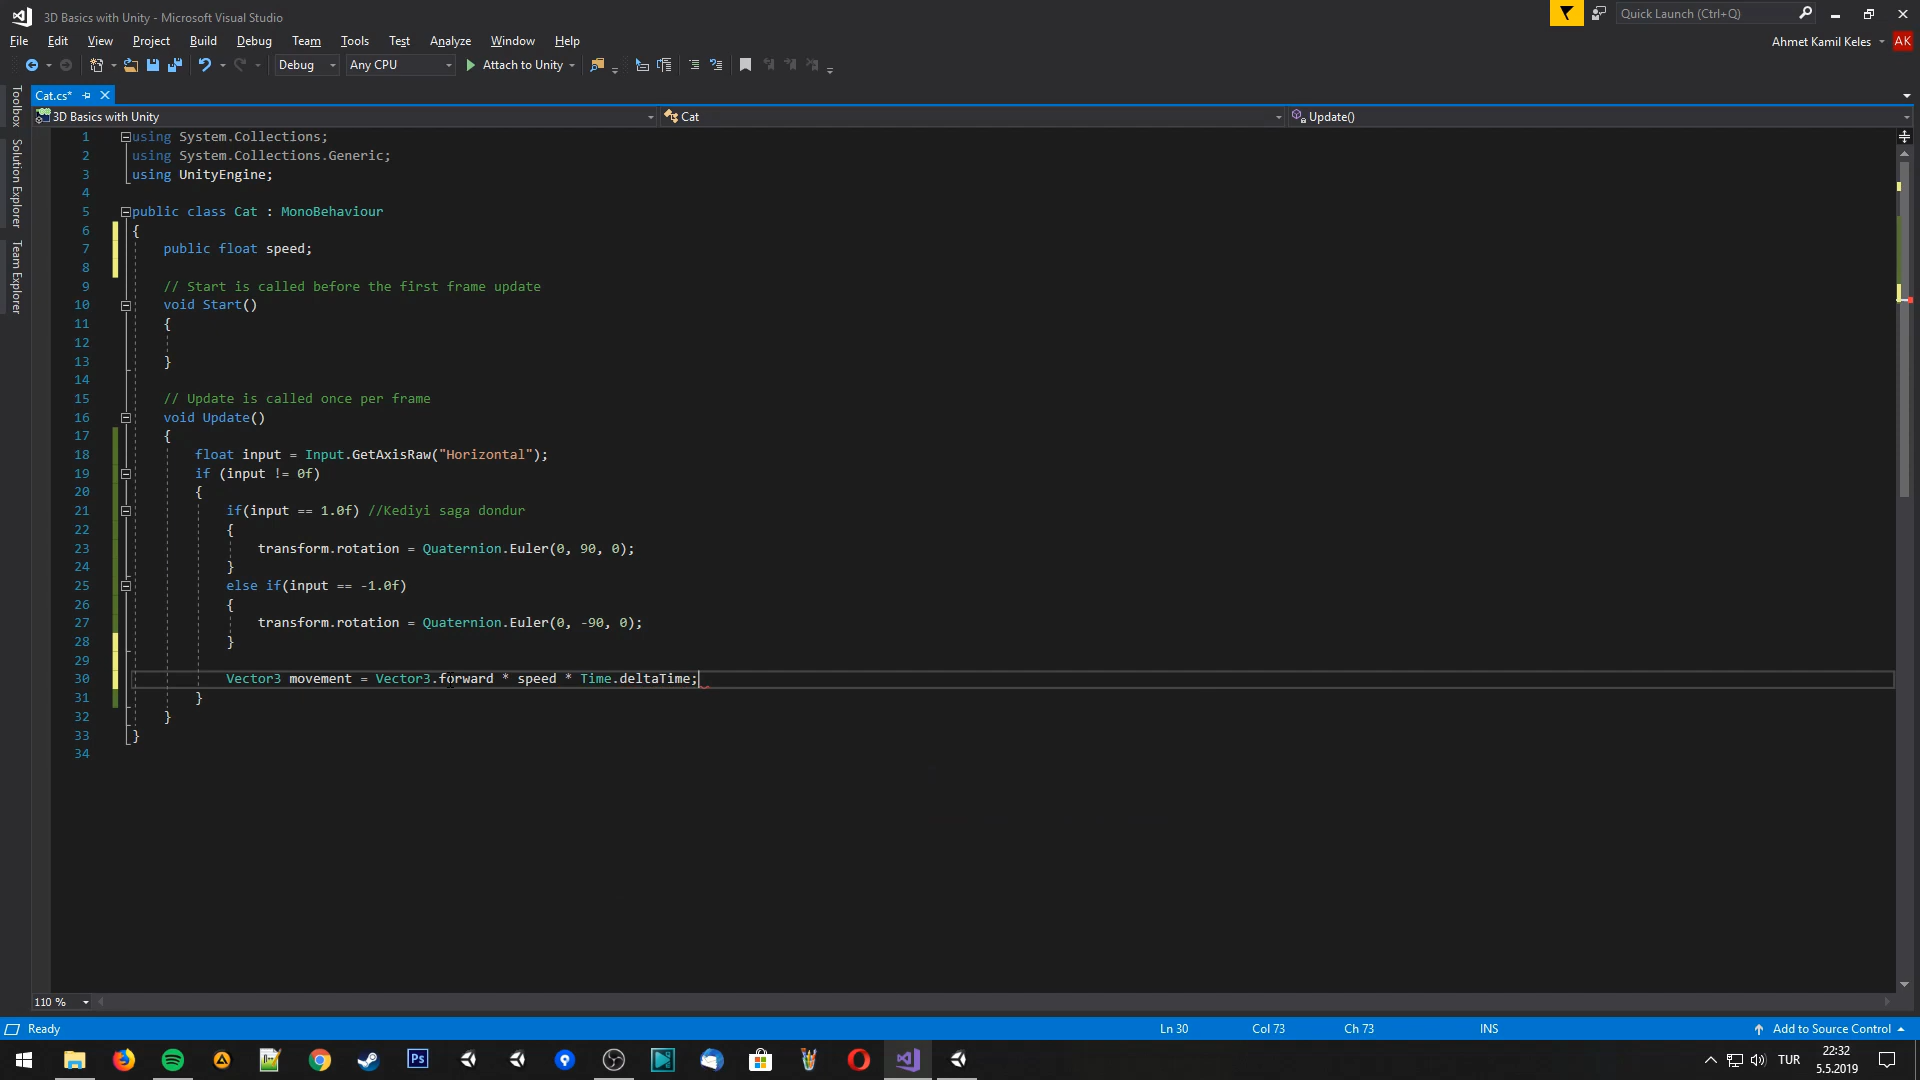 3D Basics with Unity - Microsoft Visual Studio
Quick Launch (Ctrl+Q)
File Edit View Project Build Debug Team Tools Test Analyze Window Help
Ahmet Kamil Keles AK
Debug Any CPU Attach to Unity
Toolbox
Solution Explorer
Team Explorer
Cat.cs*
3D Basics with Unity Cat Update()
1 using System.Collections;
2 using System.Collections.Generic;
3 using UnityEngine;
4
5 public class Cat : MonoBehaviour
6 {
7 public float speed;
8
9 // Start is called before the first frame update
10 void Start()
11 {
12
13 }
14
15 // Update is called once per frame
16 void Update()
17 {
18 float input = Input.GetAxisRaw("Horizontal");
19 if (input != 0f)
20 {
21 if(input == 1.0f) //Kediyi saga dondur
22 {
23 transform.rotation = Quaternion.Euler(0, 90, 0);
24 }
25 else if(input == -1.0f)
26 {
27 transform.rotation = Quaternion.Euler(0, -90, 0);
28 }
29
30 Vector3 movement = Vector3.forward * speed * Time.deltaTime;
31 }
32 }
33 }
34
110 %
Ready Ln 30 Col 73 Ch 73 INS Add to Source Control
Ps
TUR
22:32
5.5.2019